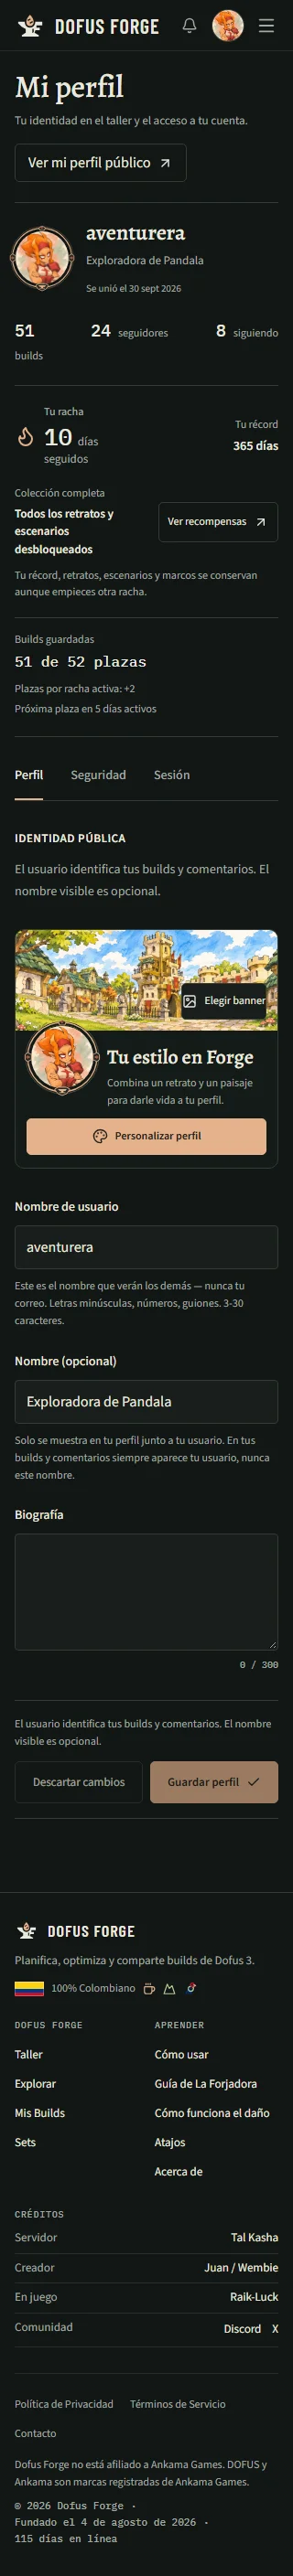 DOFUS FORGE
Mi perfil
Tu identidad en el taller y el acceso a tu cuenta.
Ver mi perfil público
aventurera
Exploradora de Pandala
Se unió el 30 sept 2026
51 builds
24 seguidores
8 siguiendo
Tu racha
10 días
seguidos
Tu récord
365 días
Colección completa
Todos los retratos y
escenarios
desbloqueados
Ver recompensas
Tu récord, retratos, escenarios y marcos se conservan
aunque empieces otra racha.
Builds guardadas
51 de 52 plazas
Plazas por racha activa: +2
Próxima plaza en 5 días activos
Perfil
Seguridad
Sesión
IDENTIDAD PÚBLICA
El usuario identifica tus builds y comentarios. El
nombre visible es opcional.
Elegir banner
Tu estilo en Forge
Combina un retrato y un paisaje
para darle vida a tu perfil.
Personalizar perfil
Nombre de usuario
aventurera
Este es el nombre que verán los demás — nunca tu
correo. Letras minúsculas, números, guiones. 3-30
caracteres.
Nombre (opcional)
Exploradora de Pandala
Solo se muestra en tu perfil junto a tu usuario. En tus
builds y comentarios siempre aparece tu usuario, nunca
este nombre.
Biografía
0 / 300
El usuario identifica tus builds y comentarios. El nombre
visible es opcional.
Descartar cambios
Guardar perfil
DOFUS FORGE
Planifica, optimiza y comparte builds de Dofus 3.
100% Colombiano
DOFUS FORGE
Taller
Explorar
Mis Builds
Sets
APRENDER
Cómo usar
Guía de La Forjadora
Cómo funciona el daño
Atajos
Acerca de
CRÉDITOS
Servidor Tal Kasha
Creador Juan / Wembie
En juego Raik-Luck
Comunidad Discord X
Política de Privacidad Términos de Servicio
Contacto
Dofus Forge no está afiliado a Ankama Games. DOFUS y
Ankama son marcas registradas de Ankama Games.
© 2026 Dofus Forge ·
Fundado el 4 de agosto de 2026 ·
115 días en línea